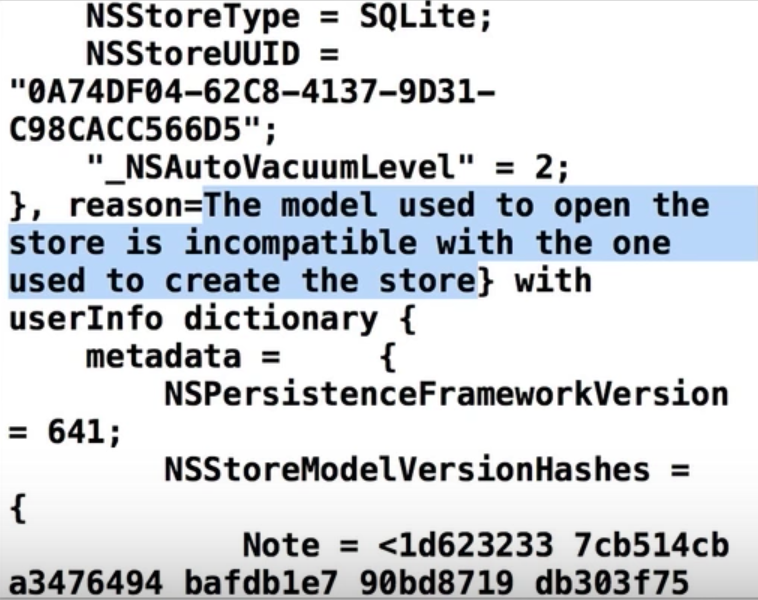 NSStoreType = SQLite;
NSStoreUUID =
"0A74DF04-62C8-4137-9D31-
C98CACC566D5";
"_NSAutoVacuumLevel" = 2;
}, reason=The model used to open the
store is incompatible with the one
used to create the store} with
userInfo dictionary {
metadata = {
NSPersistenceFrameworkVersion
= 641;
NSStoreModelVersionHashes =
{
Note = <1d623233 7cb514cb
a3476494 bafdb1e7 90bd8719 db303f75